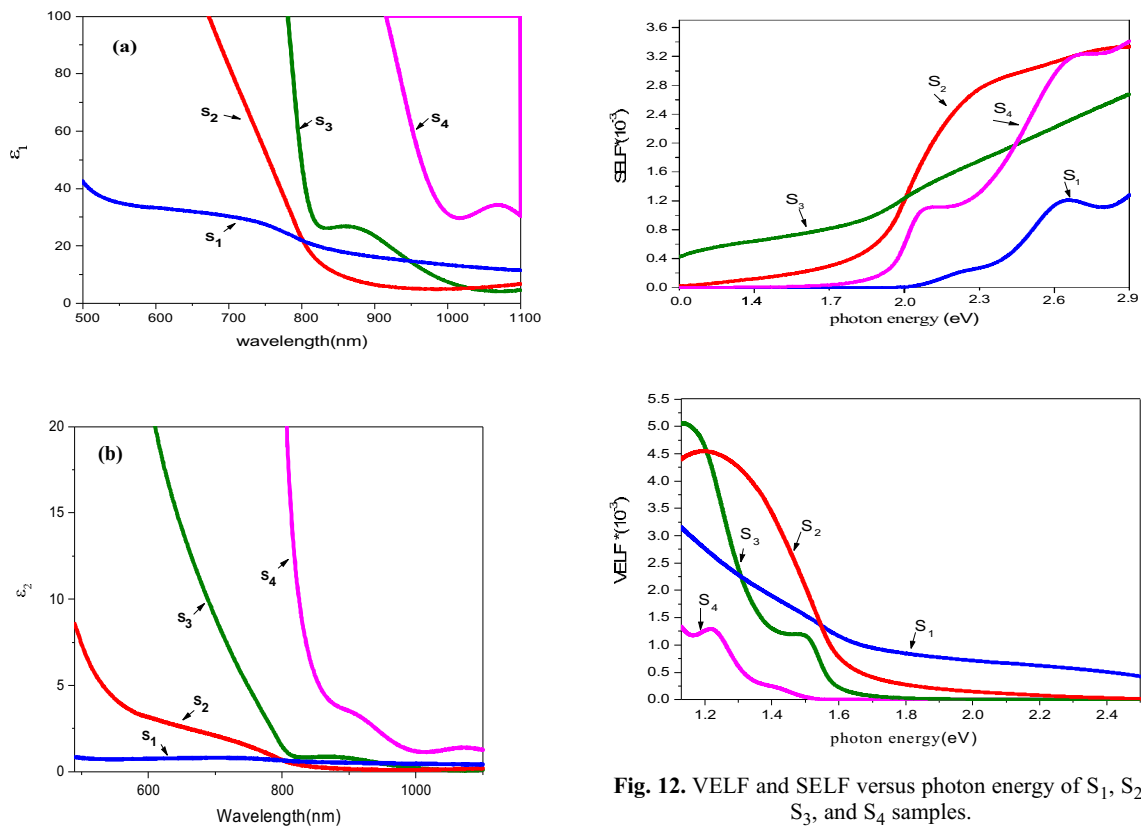 (a)
100
80
60
40
20
0
ε1
s2
s3
s4
s1
500 600 700 800 900 1000 1100
wavelength(nm)
(b)
20
15
10
5
0
ε2
s4
s3
s2
s1
600 800 1000
Wavelength(nm)
3.6
3.2
2.8
2.4
2.0
1.6
1.2
0.8
0.4
0.0
SELF*(10-3)
S2
S4
S3
S1
0.0 1.4 1.7 2.0 2.3 2.6 2.9
photon energy (eV)
5.5
5.0
4.5
4.0
3.5
3.0
2.5
2.0
1.5
1.0
0.5
0.0
VELF *(10-3)
S2
S3
S4
S1
1.2 1.4 1.6 1.8 2.0 2.2 2.4
photon energy(eV)
Fig. 12. VELF and SELF versus photon energy of S1, S2
S3, and S4 samples.